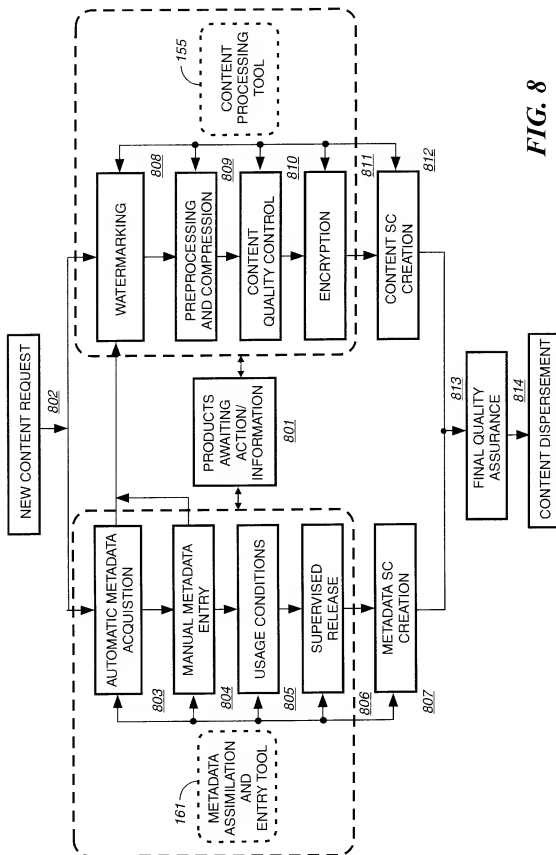 NEW CONTENT REQUEST
802
AUTOMATIC METADATA
ACQUISTION
803
MANUAL METADATA
ENTRY
804
USAGE CONDITIONS
805
SUPERVISED
RELEASE
806
METADATA SC
CREATION
807
161
METADATA
ASSIMILATION
AND
ENTRY TOOL
PRODUCTS
AWAITING
ACTION/
INFORMATION
801
WATERMARKING
808
PREPROCESSING
AND COMPRESSION
809
CONTENT
QUALITY CONTROL
810
ENCRYPTION
811
CONTENT SC
CREATION
812
155
CONTENT
PROCESSING
TOOL
813
FINAL QUALITY
ASSURANCE
814
CONTENT DISPERSEMENT
FIG. 8